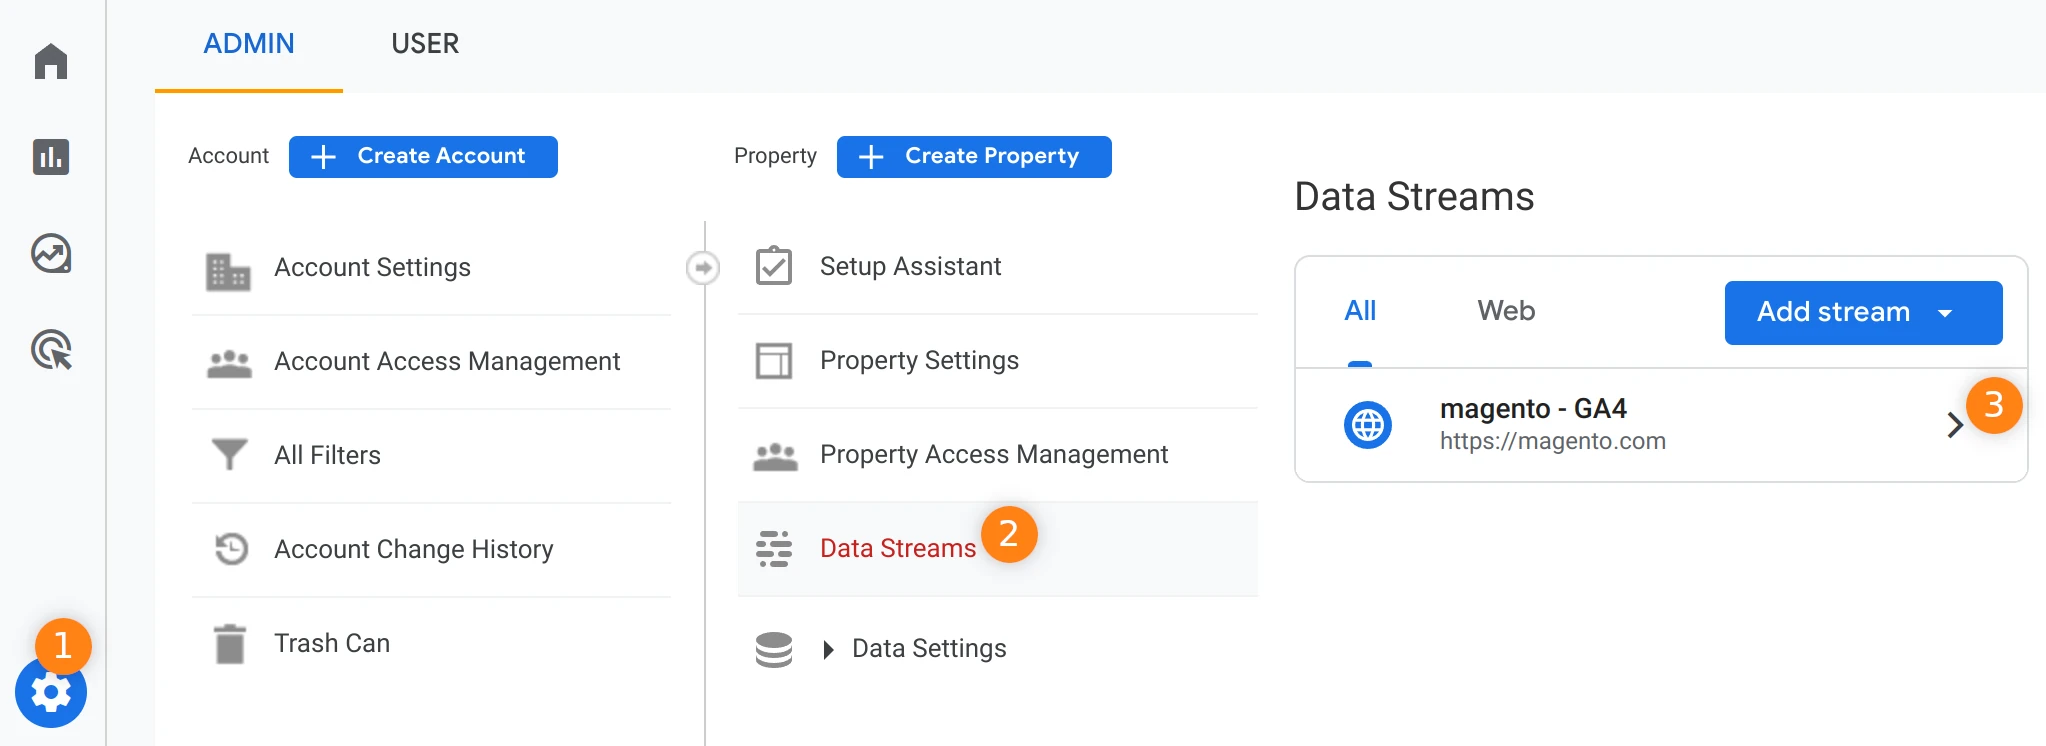 ADMIN
USER
Account
Create Account
Account Settings
Account Access Management
All Filters
Account Change History
Trash Can
1
Property
Create Property
Setup Assistant
Property Settings
Property Access Management
Data Streams
2
Data Settings
Data Streams
All
Web
Add stream
magento - GA4
https://magento.com
3